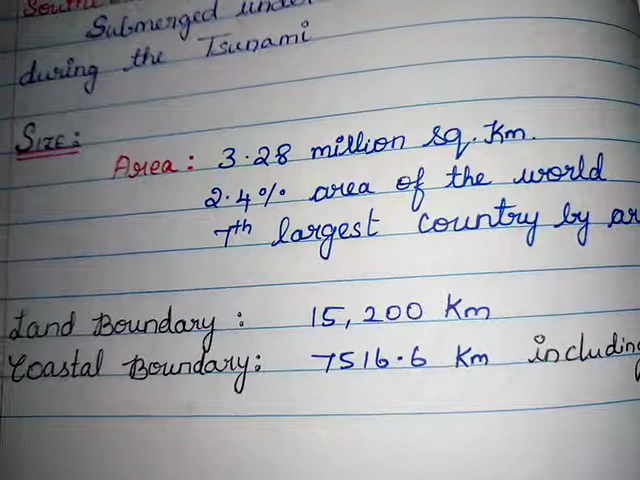 Submerged under
during the Tsunami
Size:
Area: 3.28 million sq. Km.
2.4% area of the world
7th largest country by
Land Boundary: 15,200 Km
Coastal Boundary: 7516.6 Km including